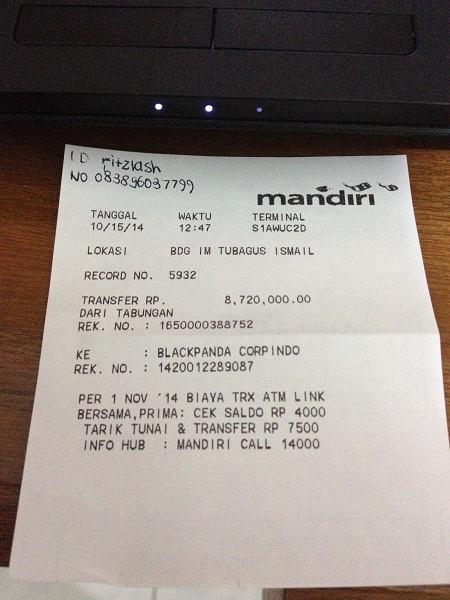 ID ritzlash
NO 083896037799
mandiri
TANGGAL WAKTU TERMINAL
10/15/14 12:47 S1AWUC2D
LOKASI BDG IM TUBAGUS ISMAIL
RECORD NO. 5932
TRANSFER RP. 8,720,000.00
DARI TABUNGAN
REK. NO. : 1650000388752
KE : BLACKPANDA CORPINDO
REK. NO. : 1420012289087
PER 1 NOV '14 BIAYA TRX ATM LINK
BERSAMA,PRIMA: CEK SALDO RP 4000
TARIK TUNAI & TRANSFER RP 7500
INFO HUB : MANDIRI CALL 14000